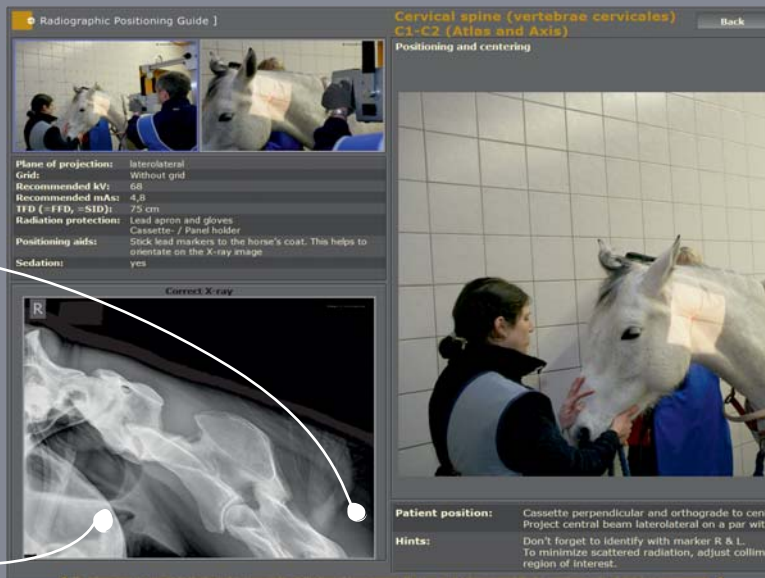 Radiographic Positioning Guide ]
Plane of projection: laterolateral
Grid: Without grid
Recommended kV: 68
Recommended mAs: 4,8
TFD (=FFD, =SID): 75 cm
Radiation protection: Lead apron and gloves
Cassette- / Panel holder
Positioning aids: Stick lead markers to the horse's coat. This helps to
orientate on the X-ray image
Sedation: yes
Correct X-ray
R
Cervical spine (vertebrae cervicales)
C1-C2 (Atlas and Axis)
Back
Positioning and centering
Patient position: Cassette perpendicular and orthograde to cen
Project central beam laterolateral on a par wit
Hints: Don't forget to identify with marker R & L.
To minimize scattered radiation, adjust collim
region of interest.